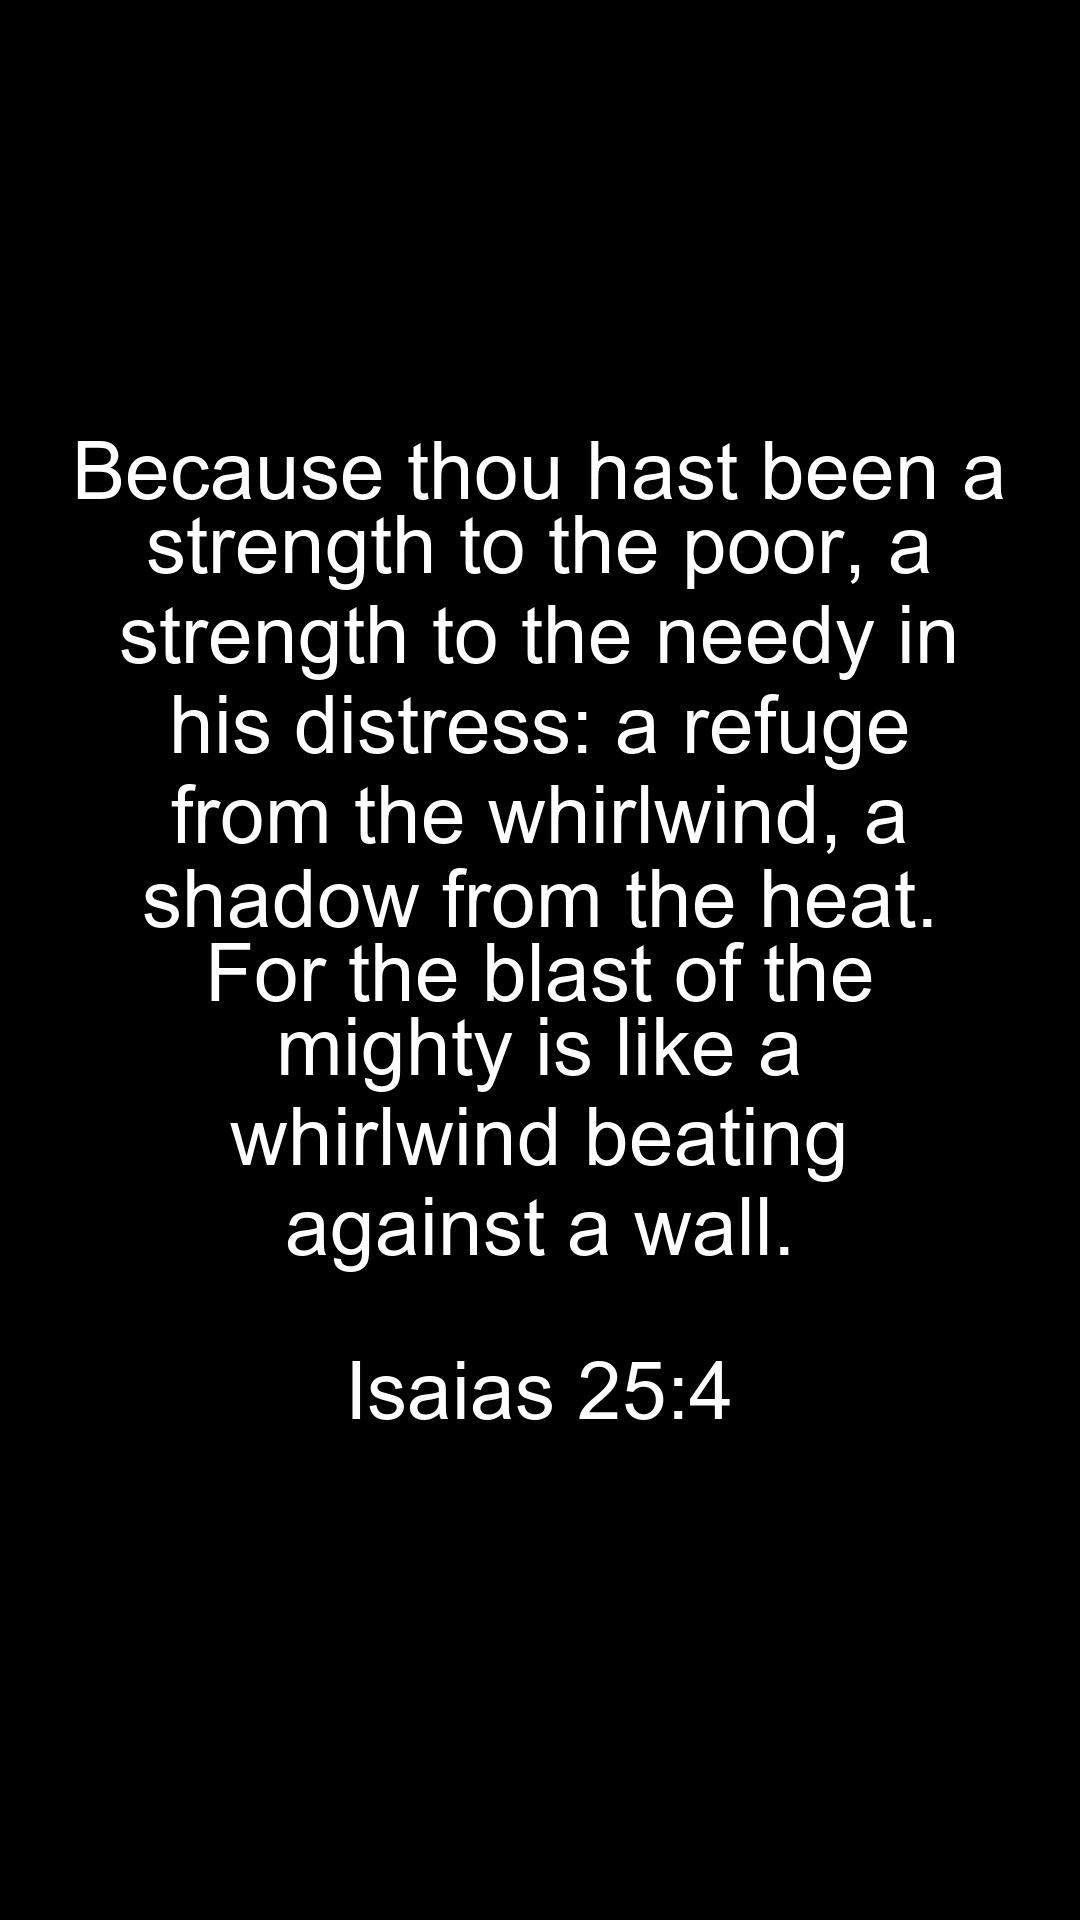 Because thou hast been a
strength to the poor, a
strength to the needy in
his distress: a refuge
from the whirlwind, a
shadow from the heat.
For the blast of the
mighty is like a
whirlwind beating
against a wall.
Isaias 25:4